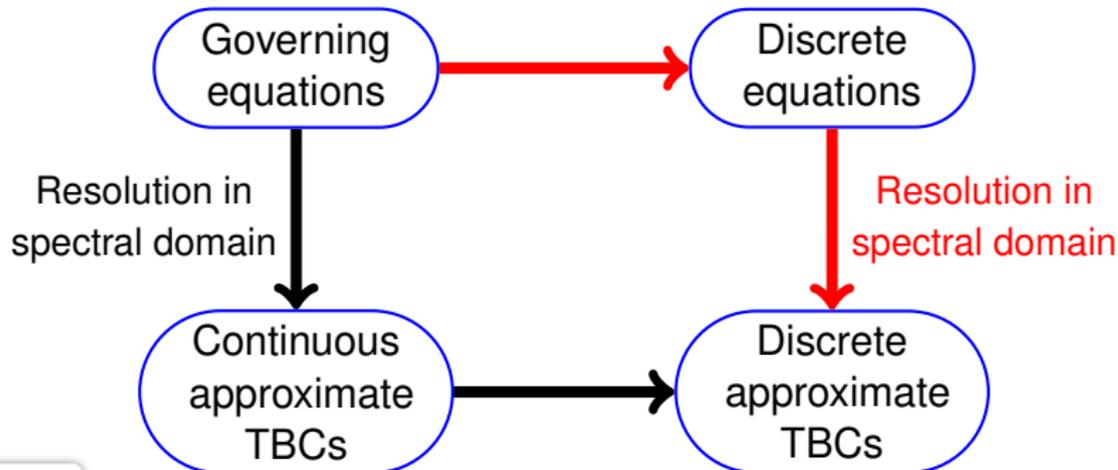 Governing
equations
Discrete
equations
Resolution in
spectral domain
Resolution in
spectral domain
Continuous
approximate
TBCs
Discrete
approximate
TBCs